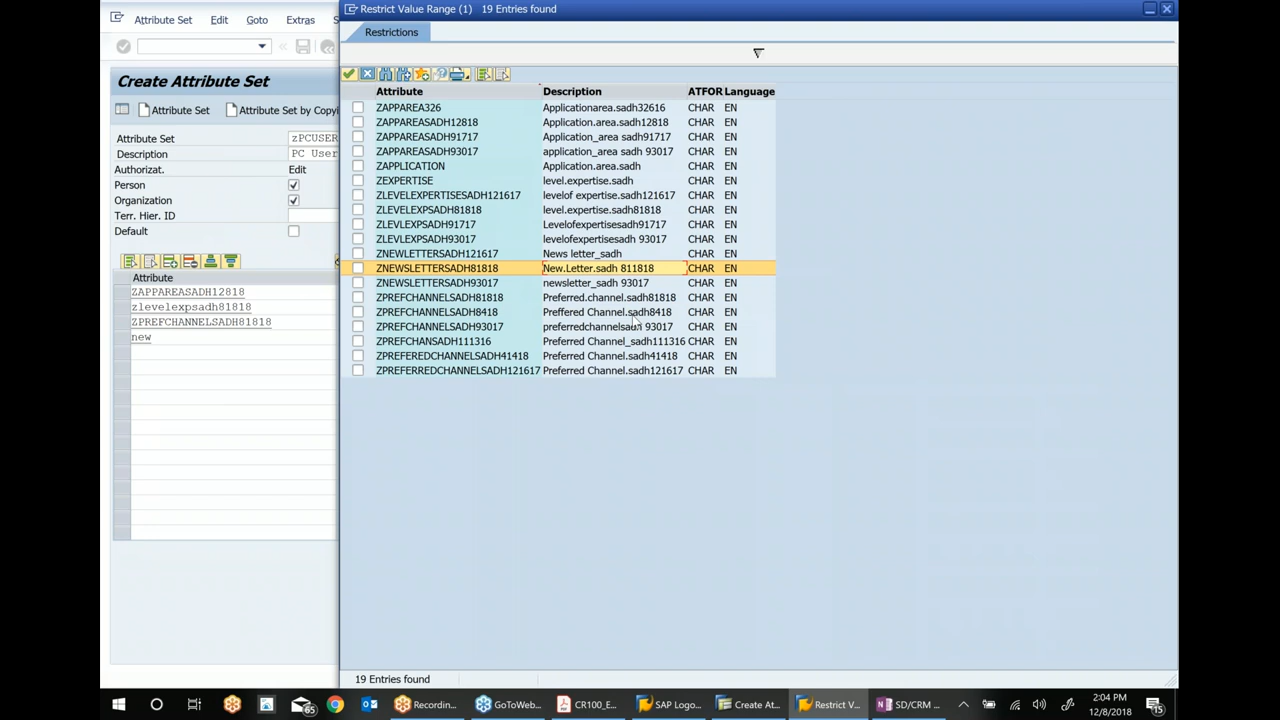 Restrict Value Range (1)   19 Entries found
Attribute Set   Edit   Goto   Extras
Restrictions
Create Attribute Set
Attribute Set   Attribute Set by Copyi
Attribute Set   zPCUSER
Description   PC User
Authorizat.   Edit
Person
Organization
Terr. Hier. ID
Default
Attribute
ZAPPAREASADH12818
zlevelexpsadh81818
ZPREFCHANNELSADH81818
new
Attribute   Description   ATFOR   Language
ZAPPAREA326   Applicationarea.sadh32616   CHAR   EN
ZAPPAREASADH12818   Application.area.sadh12818   CHAR   EN
ZAPPAREASADH91717   Application_area sadh91717   CHAR   EN
ZAPPAREASADH93017   application_area sadh 93017   CHAR   EN
ZAPPLICATION   Application.area.sadh   CHAR   EN
ZEXPERTISE   level.expertise.sadh   CHAR   EN
ZLEVELEXPERTISESADH121617   levelof expertise.sadh121617   CHAR   EN
ZLEVELEXPSADH81818   level.expertise.sadh81818   CHAR   EN
ZLEVLEXPSADH91717   Levelofexpertisesadh91717   CHAR   EN
ZLEVLEXPSADH93017   levelofexpertisesadh 93017   CHAR   EN
ZNEWLETTERSADH121617   News letter_sadh   CHAR   EN
ZNEWSLETTERSADH81818   New.Letter.sadh 811818   CHAR   EN
ZNEWSLETTERSADH93017   newsletter_sadh 93017   CHAR   EN
ZPREFCHANNELSADH81818   Preferred.channel.sadh81818   CHAR   EN
ZPREFCHANNELSADH8418   Preffered Channel.sadh8418   CHAR   EN
ZPREFCHANNELSADH93017   preferredchannelsadh 93017   CHAR   EN
ZPREFCHANSADH111316   Preferred Channel_sadh111316   CHAR   EN
ZPREFEREDCHANNELSADH41418   Preferred Channel.sadh41418   CHAR   EN
ZPREFERREDCHANNELSADH121617   Preferred Channel.sadh121617   CHAR   EN
19 Entries found
65   Recordin...   GoToWeb...   CR100_E...   SAP Logo...   Create At...   Restrict V...   SD/CRM ...   2:04 PM
12/8/2018   15